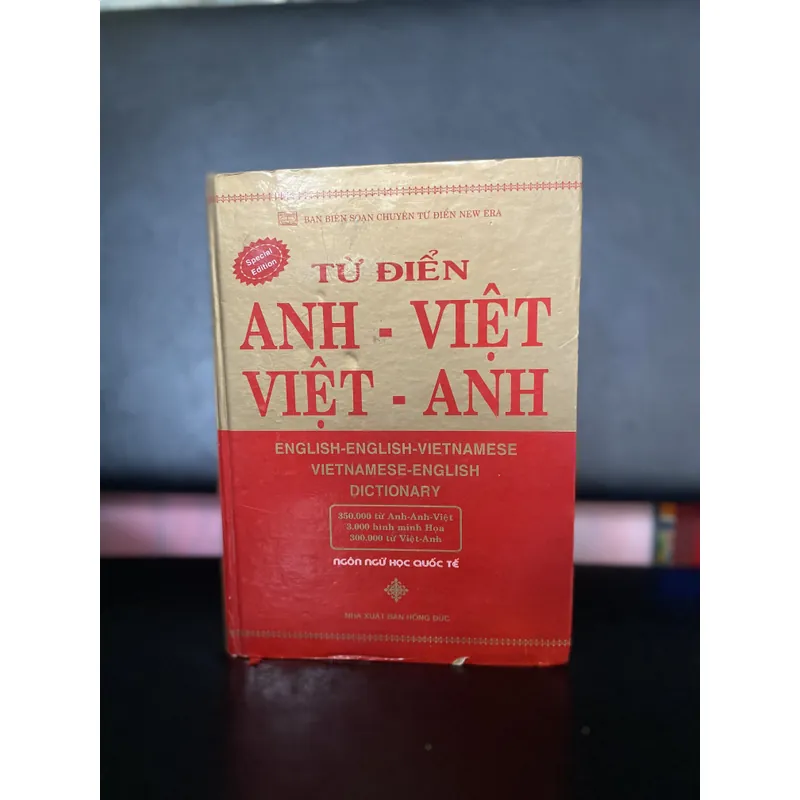 BAN BIÊN SOẠN CHUYÊN TỪ ĐIỂN NEW ERA
Special
Edition
TỪ ĐIỂN
ANH - VIỆT
VIỆT - ANH
ENGLISH-ENGLISH-VIETNAMESE
VIETNAMESE-ENGLISH
DICTIONARY
350.000 từ Anh-Anh-Việt
3.000 hình minh Họa
300.000 từ Việt-Anh
NGÔN NGỮ HỌC QUỐC TẾ
NHÀ XUẤT BẢN HỒNG ĐỨC